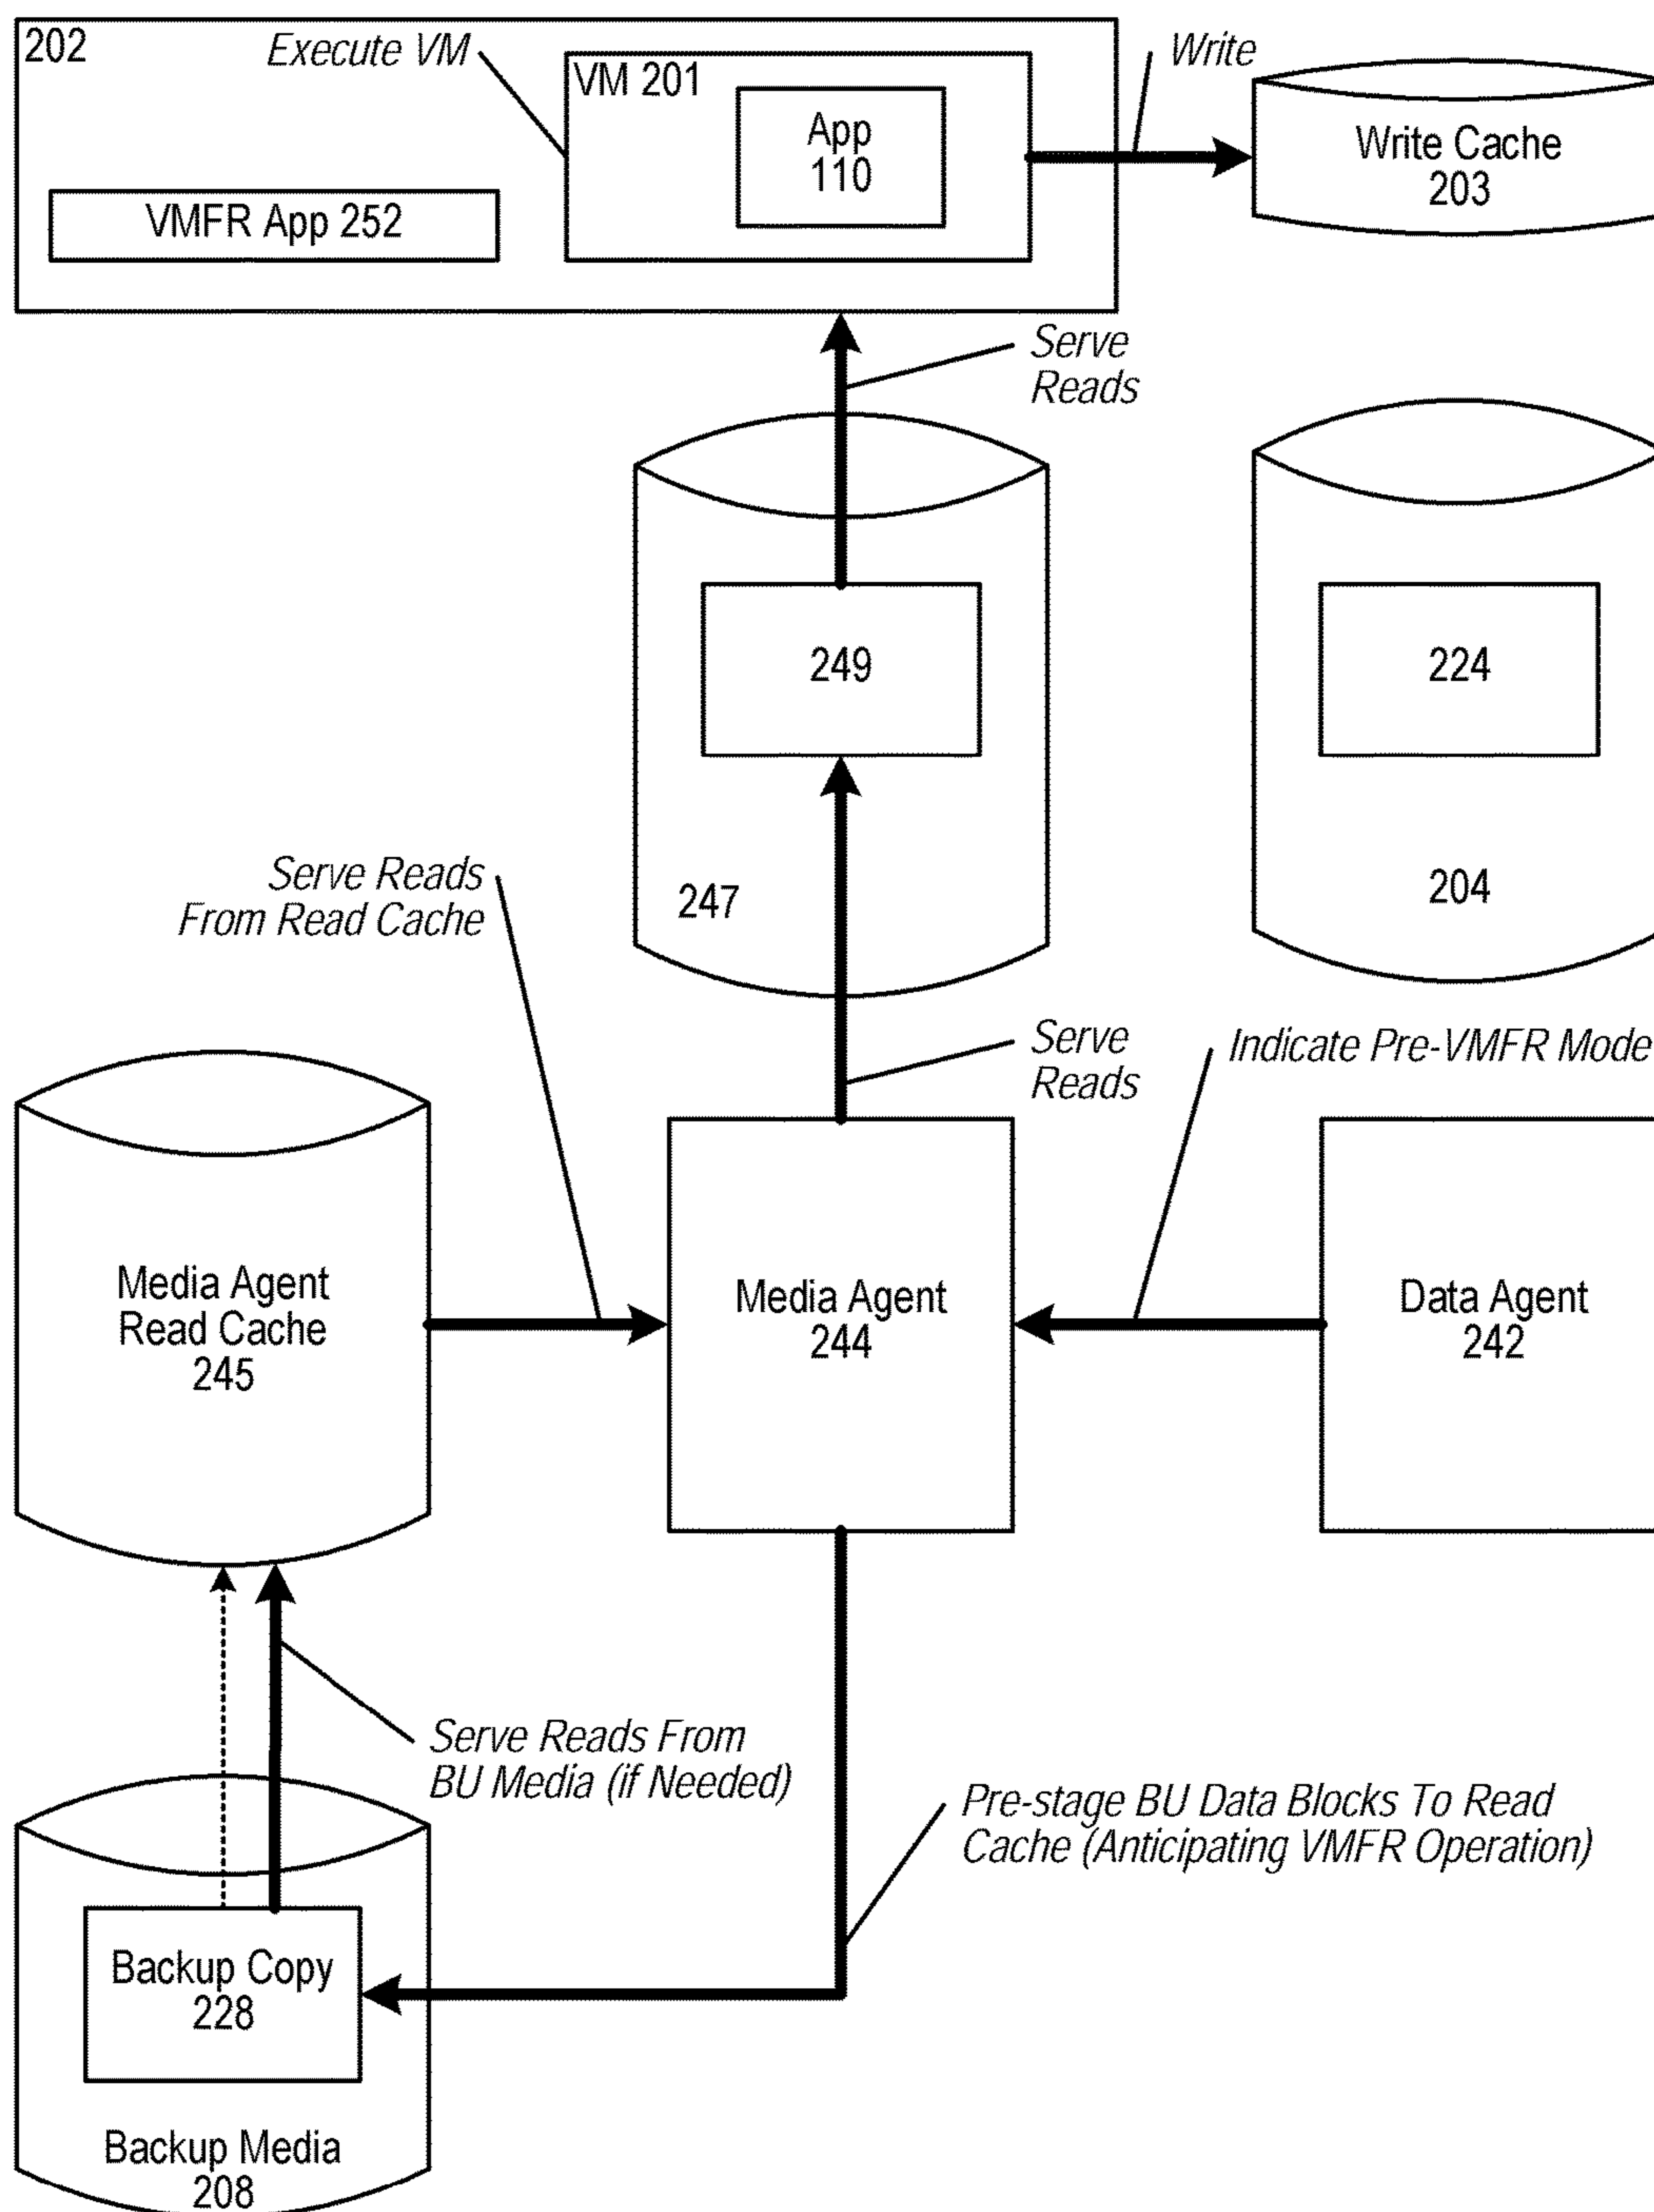 202
Execute VM
VM 201
App
110
VMFR App 252
Write
Write Cache
203
Serve
Reads
249
247
224
204
Serve Reads
From Read Cache
Serve
Reads
Indicate Pre-VMFR Mode
Media Agent
Read Cache
245
Media Agent
244
Data Agent
242
Serve Reads From
BU Media (if Needed)
Pre-stage BU Data Blocks To Read
Cache (Anticipating VMFR Operation)
Backup Copy
228
Backup Media
208